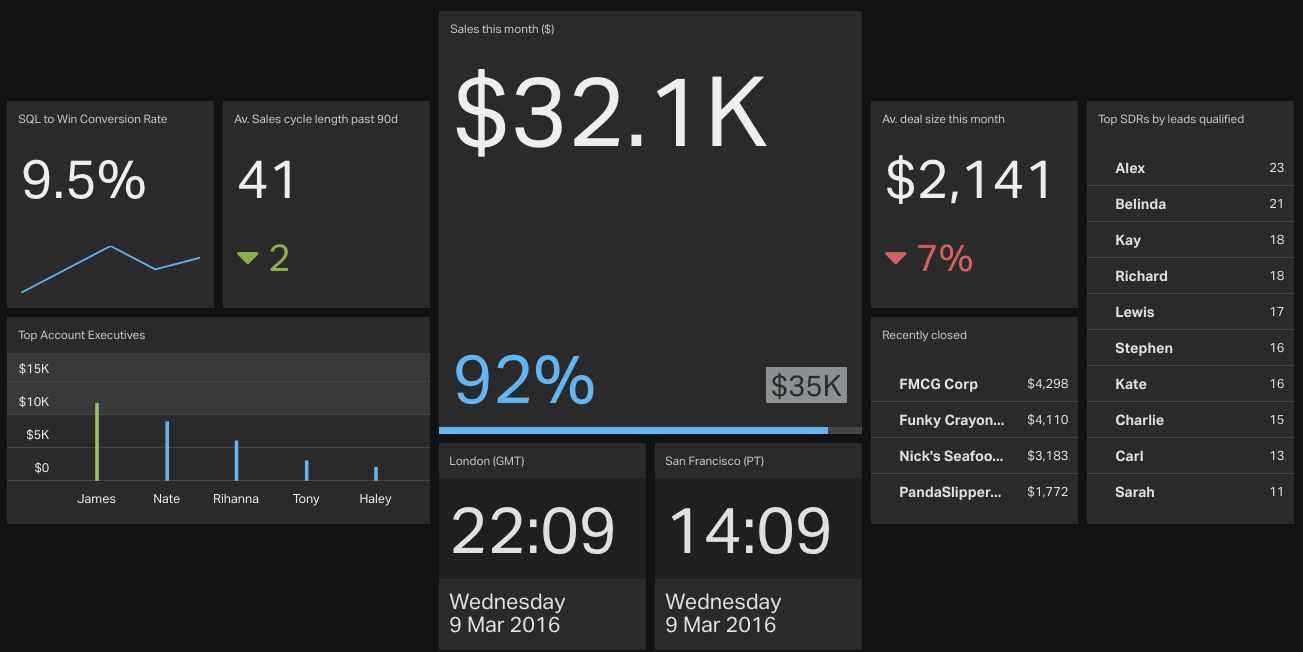 SQL to Win Conversion Rate
9.5%
Av. Sales cycle length past 90d
41
2
Top Account Executives
$15K
$10K
$5K
$0
James Nate Rihanna Tony Haley
Sales this month ($)
$32.1K
92%
$35K
London (GMT)
22:09
Wednesday
9 Mar 2016
San Francisco (PT)
14:09
Wednesday
9 Mar 2016
Av. deal size this month
$2,141
7%
Recently closed
FMCG Corp $4,298
Funky Crayon... $4,110
Nick's Seafoo... $3,183
PandaSlipper... $1,772
Top SDRs by leads qualified
Alex 23
Belinda 21
Kay 18
Richard 18
Lewis 17
Stephen 16
Kate 16
Charlie 15
Carl 13
Sarah 11